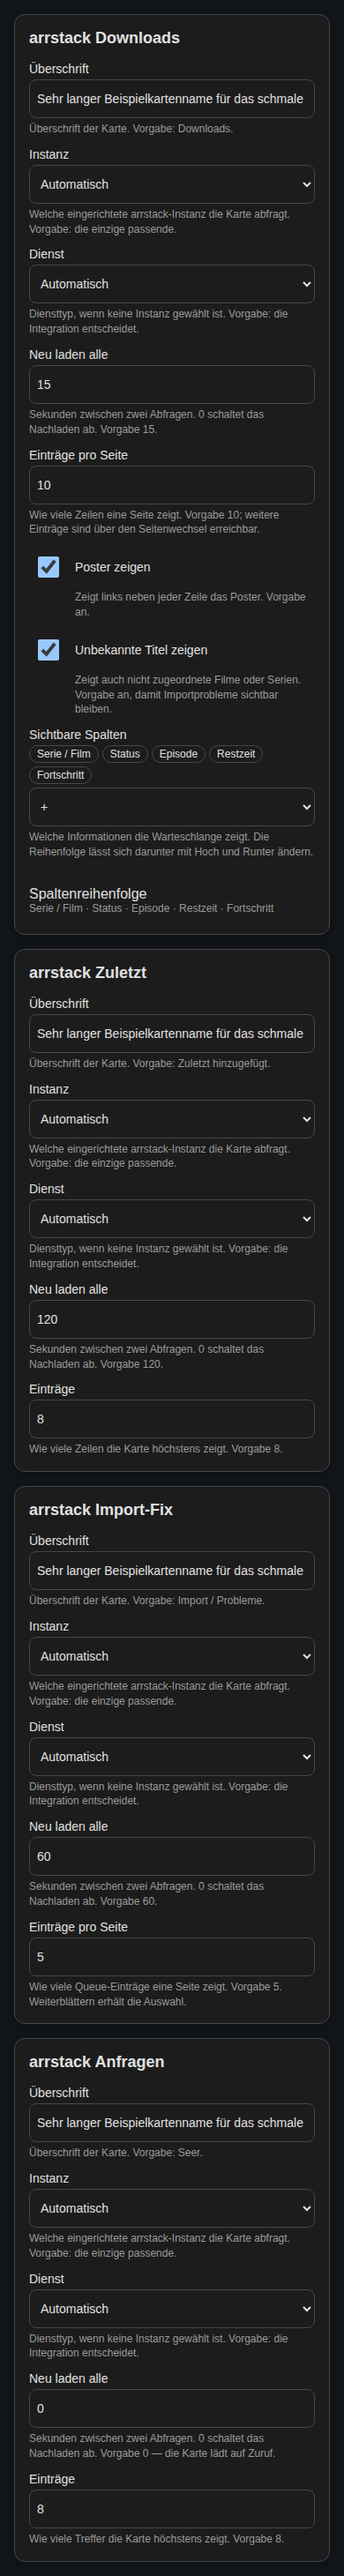 arrstack Downloads
Überschrift
Sehr langer Beispielkartenname für das schmale
Überschrift der Karte. Vorgabe: Downloads.
Instanz
Automatisch
Welche eingerichtete arrstack-Instanz die Karte abfragt.
Vorgabe: die einzige passende.
Dienst
Automatisch
Diensttyp, wenn keine Instanz gewählt ist. Vorgabe: die
Integration entscheidet.
Neu laden alle
15
Sekunden zwischen zwei Abfragen. 0 schaltet das
Nachladen ab. Vorgabe 15.
Einträge pro Seite
10
Wie viele Zeilen eine Seite zeigt. Vorgabe 10; weitere
Einträge sind über den Seitenwechsel erreichbar.
Poster zeigen
Zeigt links neben jeder Zeile das Poster. Vorgabe
an.
Unbekannte Titel zeigen
Zeigt auch nicht zugeordnete Filme oder Serien.
Vorgabe an, damit Importprobleme sichtbar
bleiben.
Sichtbare Spalten
Serie / Film Status Episode Restzeit
Fortschritt
+
Welche Informationen die Warteschlange zeigt. Die
Reihenfolge lässt sich darunter mit Hoch und Runter ändern.
Spaltenreihenfolge
Serie / Film · Status · Episode · Restzeit · Fortschritt
arrstack Zuletzt
Überschrift
Sehr langer Beispielkartenname für das schmale
Überschrift der Karte. Vorgabe: Zuletzt hinzugefügt.
Instanz
Automatisch
Welche eingerichtete arrstack-Instanz die Karte abfragt.
Vorgabe: die einzige passende.
Dienst
Automatisch
Diensttyp, wenn keine Instanz gewählt ist. Vorgabe: die
Integration entscheidet.
Neu laden alle
120
Sekunden zwischen zwei Abfragen. 0 schaltet das
Nachladen ab. Vorgabe 120.
Einträge
8
Wie viele Zeilen die Karte höchstens zeigt. Vorgabe 8.
arrstack Import-Fix
Überschrift
Sehr langer Beispielkartenname für das schmale
Überschrift der Karte. Vorgabe: Import / Probleme.
Instanz
Automatisch
Welche eingerichtete arrstack-Instanz die Karte abfragt.
Vorgabe: die einzige passende.
Dienst
Automatisch
Diensttyp, wenn keine Instanz gewählt ist. Vorgabe: die
Integration entscheidet.
Neu laden alle
60
Sekunden zwischen zwei Abfragen. 0 schaltet das
Nachladen ab. Vorgabe 60.
Einträge pro Seite
5
Wie viele Queue-Einträge eine Seite zeigt. Vorgabe 5.
Weiterblättern erhält die Auswahl.
arrstack Anfragen
Überschrift
Sehr langer Beispielkartenname für das schmale
Überschrift der Karte. Vorgabe: Seer.
Instanz
Automatisch
Welche eingerichtete arrstack-Instanz die Karte abfragt.
Vorgabe: die einzige passende.
Dienst
Automatisch
Diensttyp, wenn keine Instanz gewählt ist. Vorgabe: die
Integration entscheidet.
Neu laden alle
0
Sekunden zwischen zwei Abfragen. 0 schaltet das
Nachladen ab. Vorgabe 0 — die Karte lädt auf Zuruf.
Einträge
8
Wie viele Treffer die Karte höchstens zeigt. Vorgabe 8.